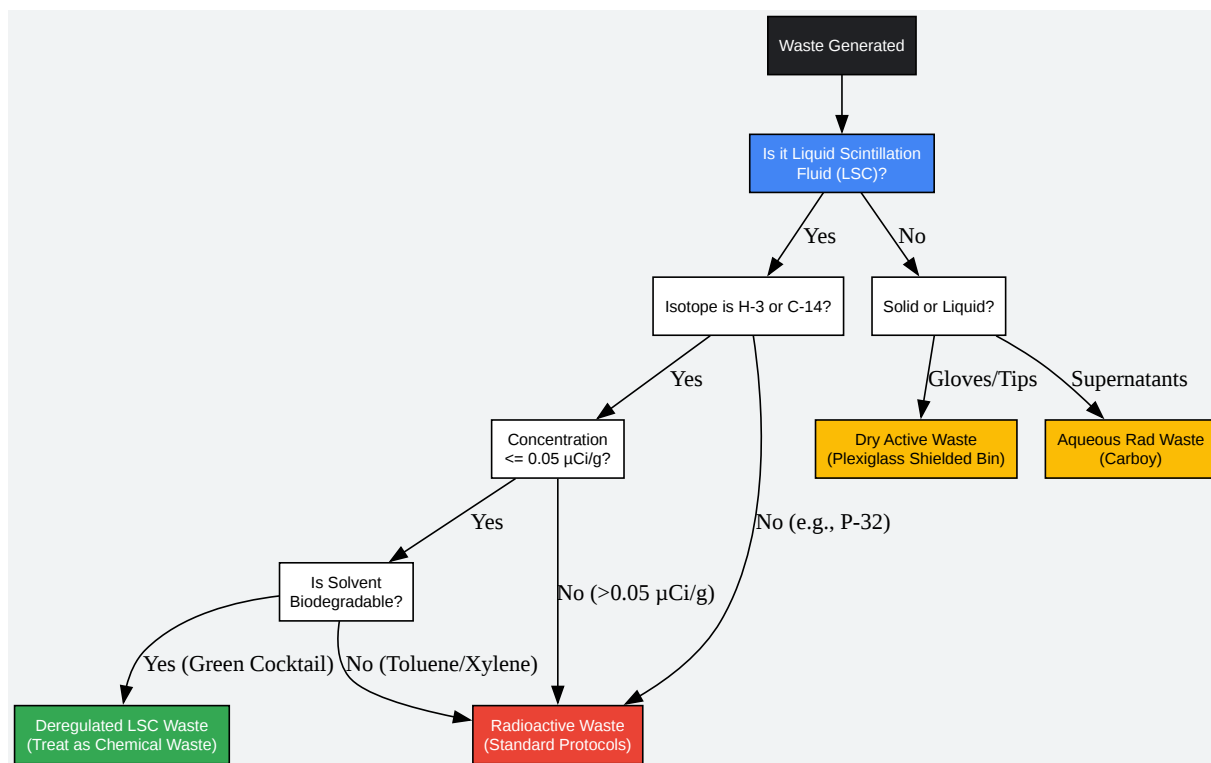 Waste Generated
Is it Liquid Scintillation
Fluid (LSC)?
Yes
No
Isotope is H-3 or C-14?
Solid or Liquid?
Yes
Gloves/Tips
Supernatants
Concentration
<= 0.05 µCi/g?
Dry Active Waste
(Plexiglass Shielded Bin)
Aqueous Rad Waste
(Carboy)
Yes
No (e.g., P-32)
Is Solvent
Biodegradable?
No (>0.05 µCi/g)
Yes (Green Cocktail)
No (Toluene/Xylene)
Deregulated LSC Waste
(Treat as Chemical Waste)
Radioactive Waste
(Standard Protocols)